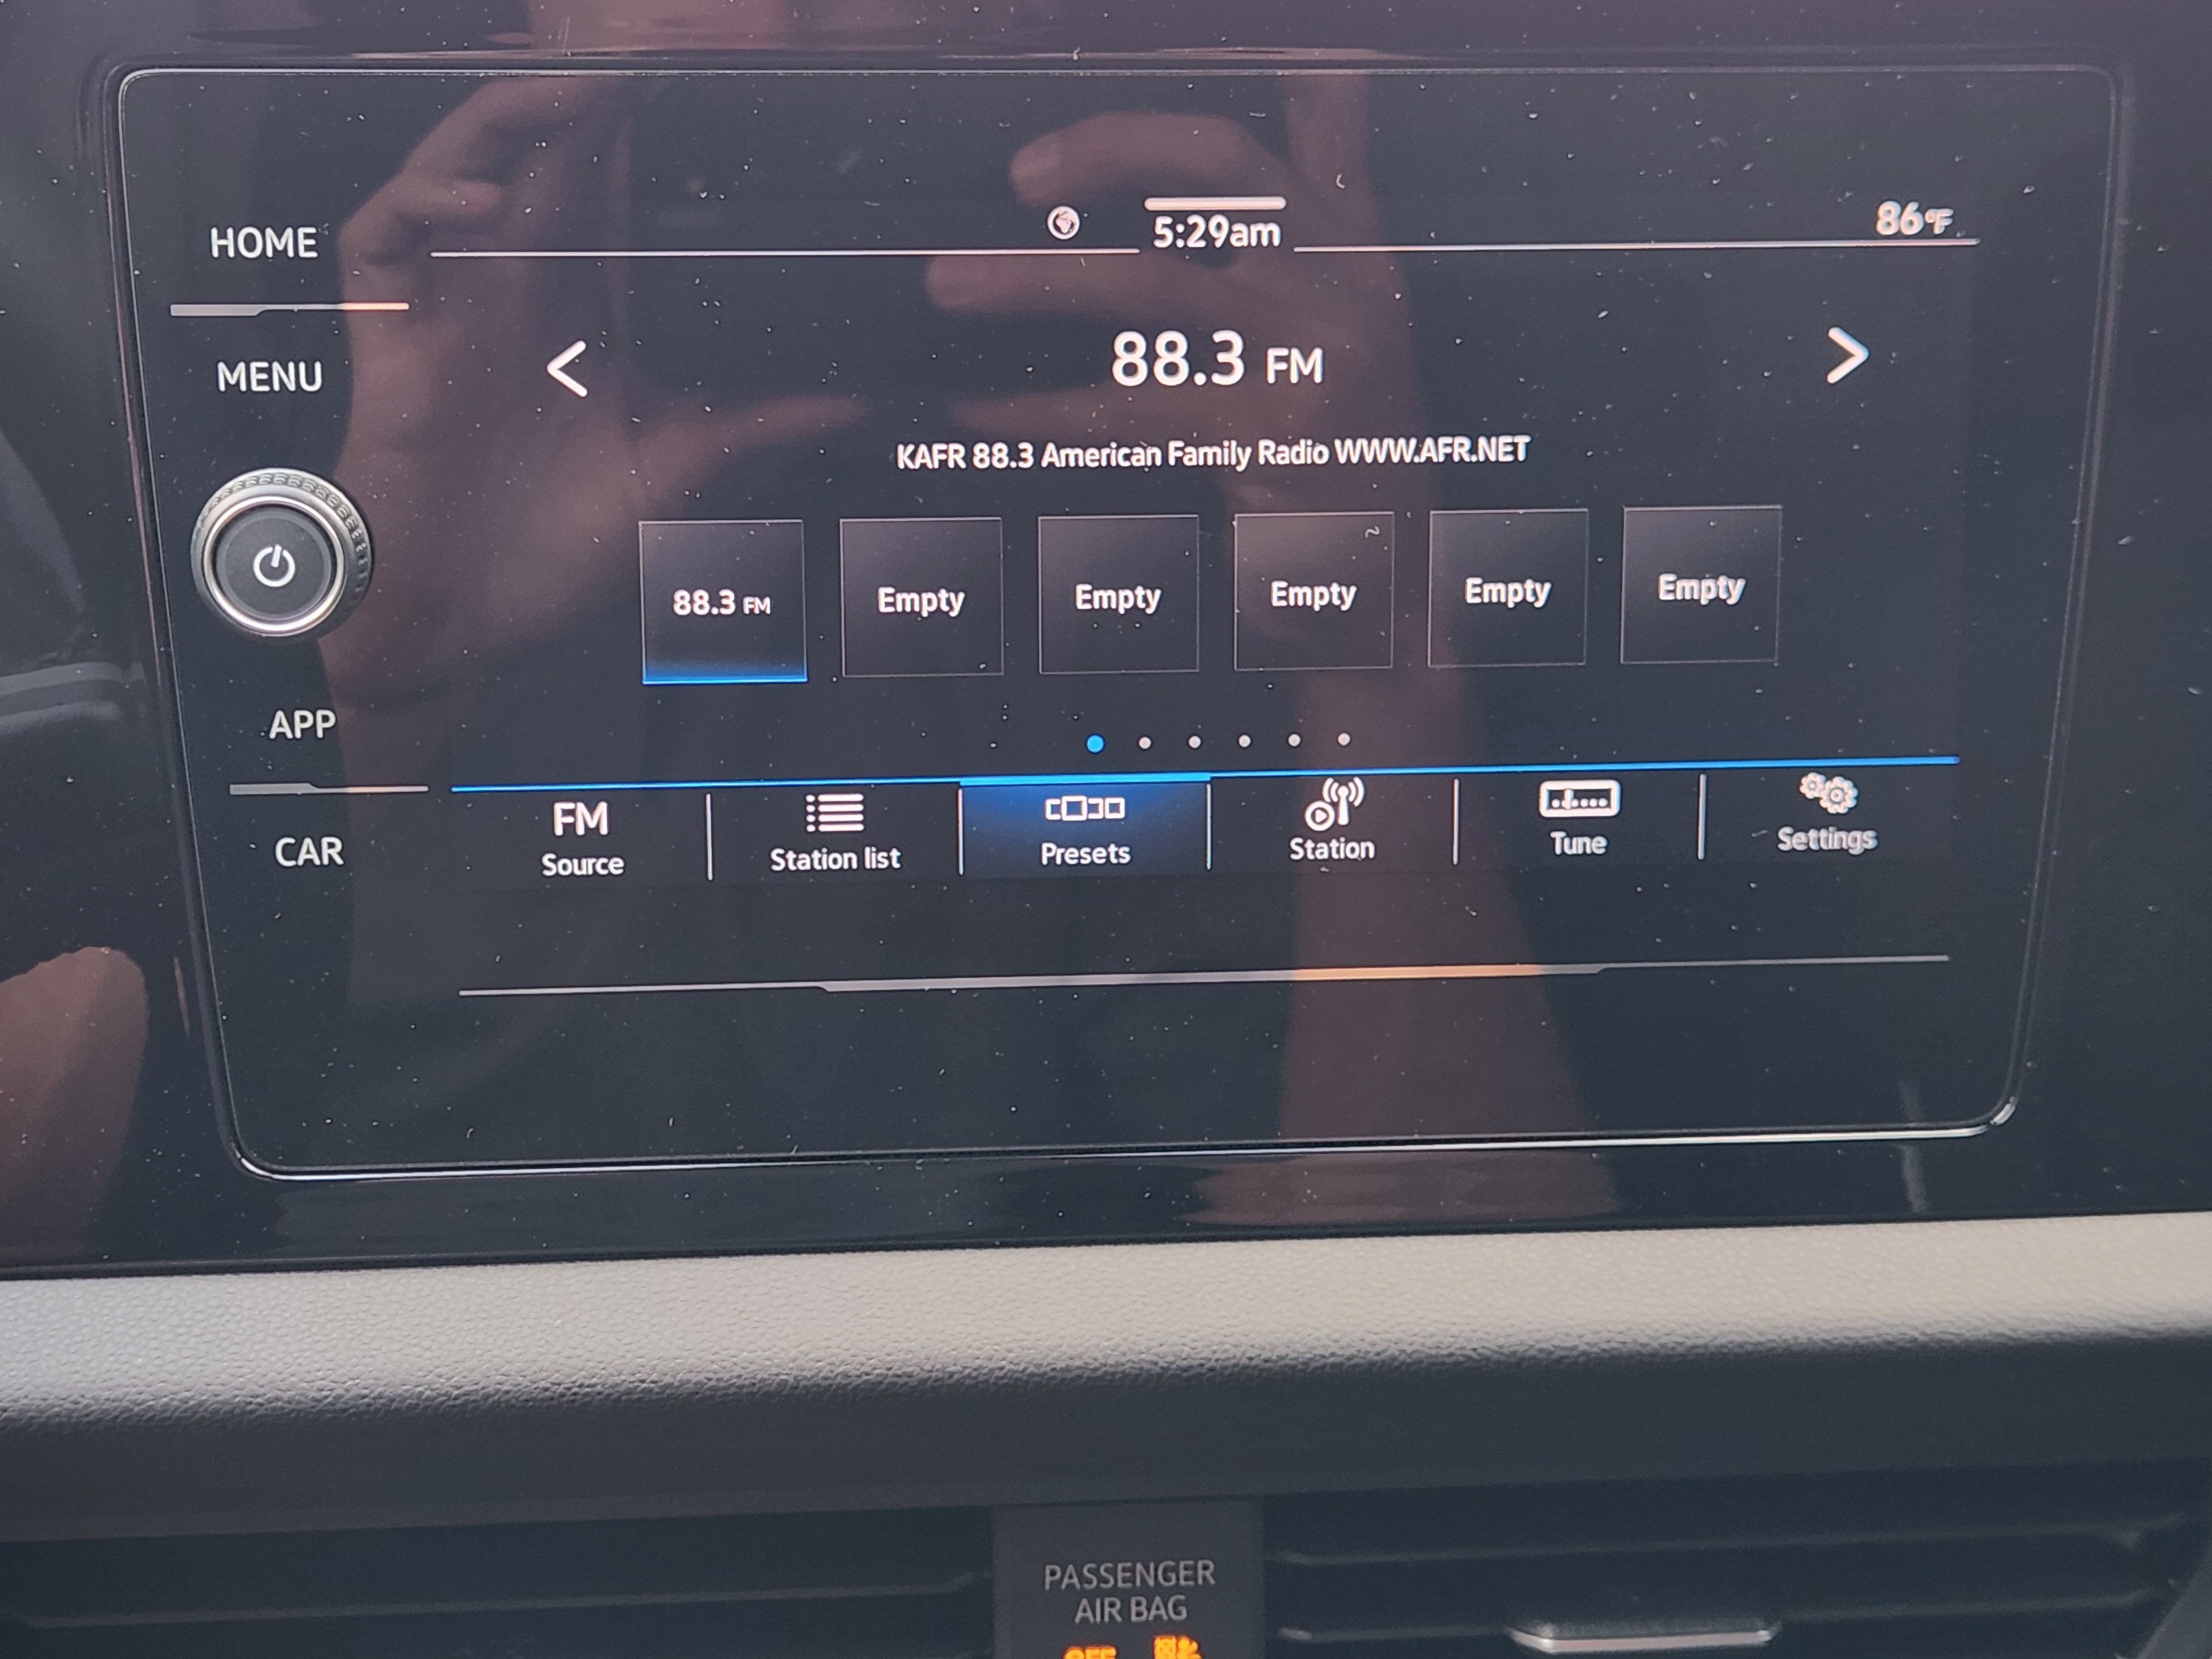 HOME
5:29am
86°F
MENU
88.3 FM
KAFR 88.3 American Family Radio WWW.AFR.NET
88.3 FM
Empty
Empty
Empty
Empty
Empty
APP
CAR
FM
Source
Station list
Presets
Station
Tune
Settings
PASSENGER
AIR BAG
OFF